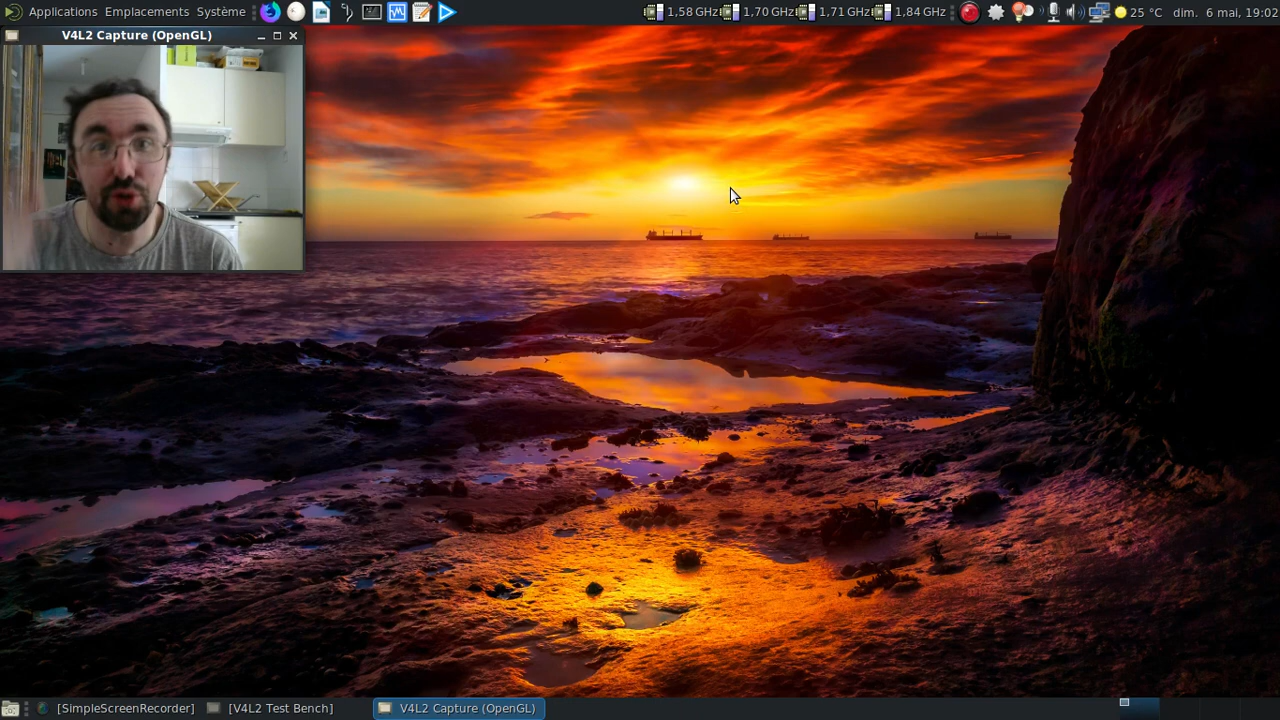 Applications Emplacements Système 1,58 GHz 1,70 GHz 1,71 GHz 1,84 GHz 25 °C dim. 6 mai, 19:02
V4L2 Capture (OpenGL)
[SimpleScreenRecorder] [V4L2 Test Bench] V4L2 Capture (OpenGL)